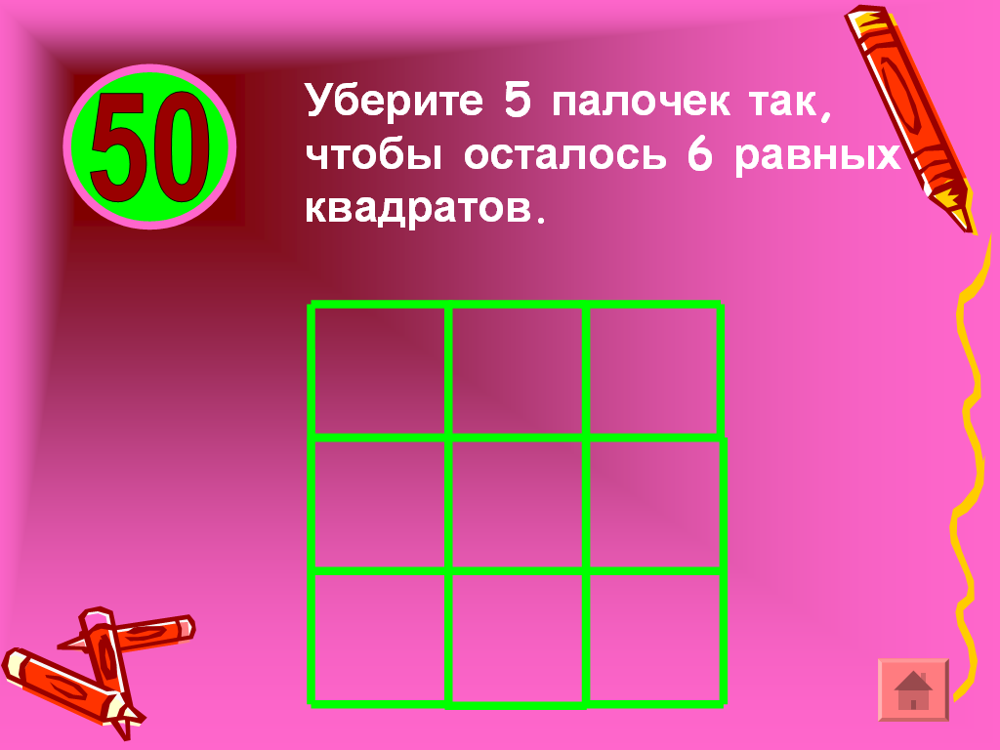 50
Уберите 5 палочек так,
чтобы осталось 6 равных
квадратов.